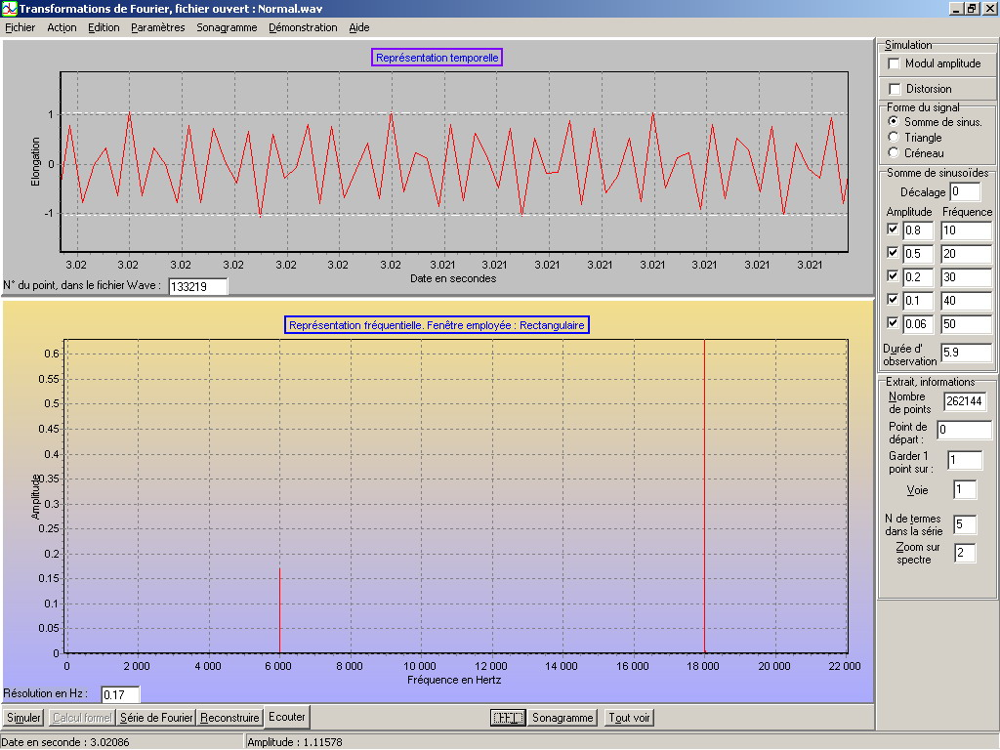 Transformations de Fourier, fichier ouvert : Normal.wav
Fichier Action Edition Paramètres Sonagramme Démonstration Aide
Représentation temporelle
Elongation
1
0
-1
3.02 3.02 3.02 3.02 3.02 3.02 3.02 3.021 3.021 3.021 3.021 3.021 3.021 3.021 3.021
Date en secondes
N° du point, dans le fichier Wave : 133219
Représentation fréquentielle. Fenêtre employée : Rectangulaire
Amplitude
0.6
0.55
0.5
0.45
0.4
0.35
0.3
0.25
0.2
0.15
0.1
0.05
0
0 2 000 4 000 6 000 8 000 10 000 12 000 14 000 16 000 18 000 20 000 22 000
Fréquence en Hertz
Résolution en Hz : 0.17
Simuler Calcul formel Série de Fourier Reconstruire Ecouter FFT Sonagramme Tout voir
Date en seconde : 3.02086 Amplitude : 1.11578
Simulation
Modul amplitude
Distorsion
Forme du signal
Somme de sinus.
Triangle
Créneau
Somme de sinusoïdes
Décalage 0
Amplitude Fréquence
0.8 10
0.5 20
0.2 30
0.1 40
0.06 50
Durée d'
observation 5.9
Extrait, informations
Nombre
de points 262144
Point de
départ : 0
Garder 1
point sur : 1
Voie 1
N de termes
dans la série 5
Zoom sur
spectre 2